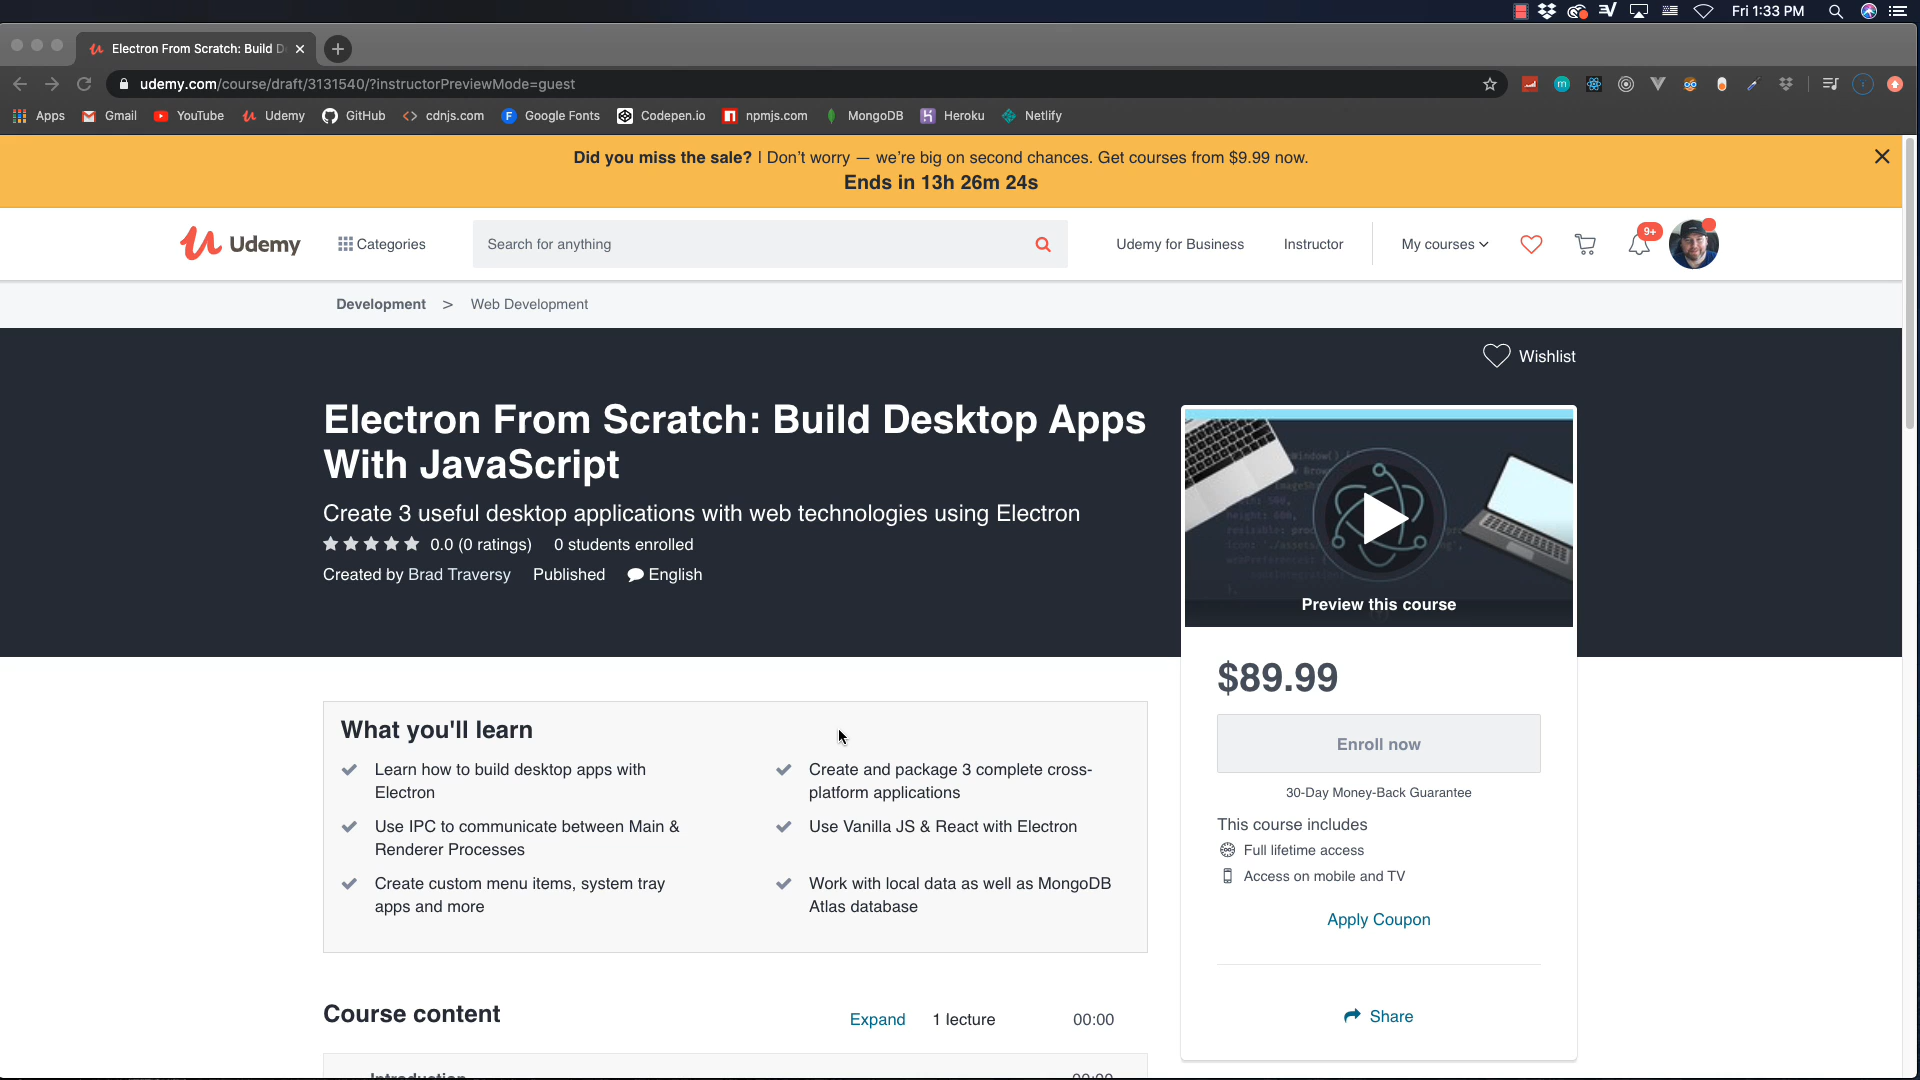 Fri 1:33 PM
Electron From Scratch: Build D
udemy.com/course/draft/3131540/?instructorPreviewMode=guest
Apps Gmail YouTube Udemy GitHub cdnjs.com Google Fonts Codepen.io npmjs.com MongoDB Heroku Netlify
Did you miss the sale? | Don't worry — we're big on second chances. Get courses from $9.99 now.
Ends in 13h 26m 24s
Udemy Categories Search for anything Udemy for Business Instructor My courses 9+
Development > Web Development
Wishlist
Electron From Scratch: Build Desktop Apps
With JavaScript
Create 3 useful desktop applications with web technologies using Electron
0.0 (0 ratings) 0 students enrolled
Created by Brad Traversy Published English
Preview this course
$89.99
Enroll now
30-Day Money-Back Guarantee
This course includes
Full lifetime access
Access on mobile and TV
Apply Coupon
Share
What you'll learn
Learn how to build desktop apps with
Electron
Create and package 3 complete cross-
platform applications
Use IPC to communicate between Main &
Renderer Processes
Use Vanilla JS & React with Electron
Create custom menu items, system tray
apps and more
Work with local data as well as MongoDB
Atlas database
Course content Expand 1 lecture 00:00
Introduction 00:00